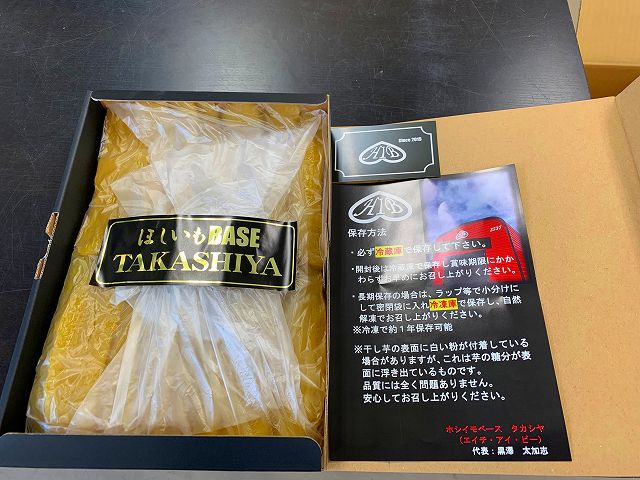 ほしいもBASE
TAKASHIYA
Since 2015
HIB
HIB
保存方法
・必ず冷蔵庫で保存して下さい。
・開封後は冷蔵庫で保存し賞味期限にかか
わらずお早めにお召し上がりください。
・長期保存の場合は、ラップ等で小分けに
して密閉袋に入れ冷凍庫で保存し、自然
解凍でお召し上がりください。
※冷凍で約1年保存可能
※干し芋の表面に白い粉が付着している
場合がありますが、これは芋の糖分が表
面に浮き出ているものです。
品質には全く問題ありません。
安心してお召し上がりください。
ホシイモベース タカシヤ
(エイチ・アイ・ビー)
代表:黒澤 太加志